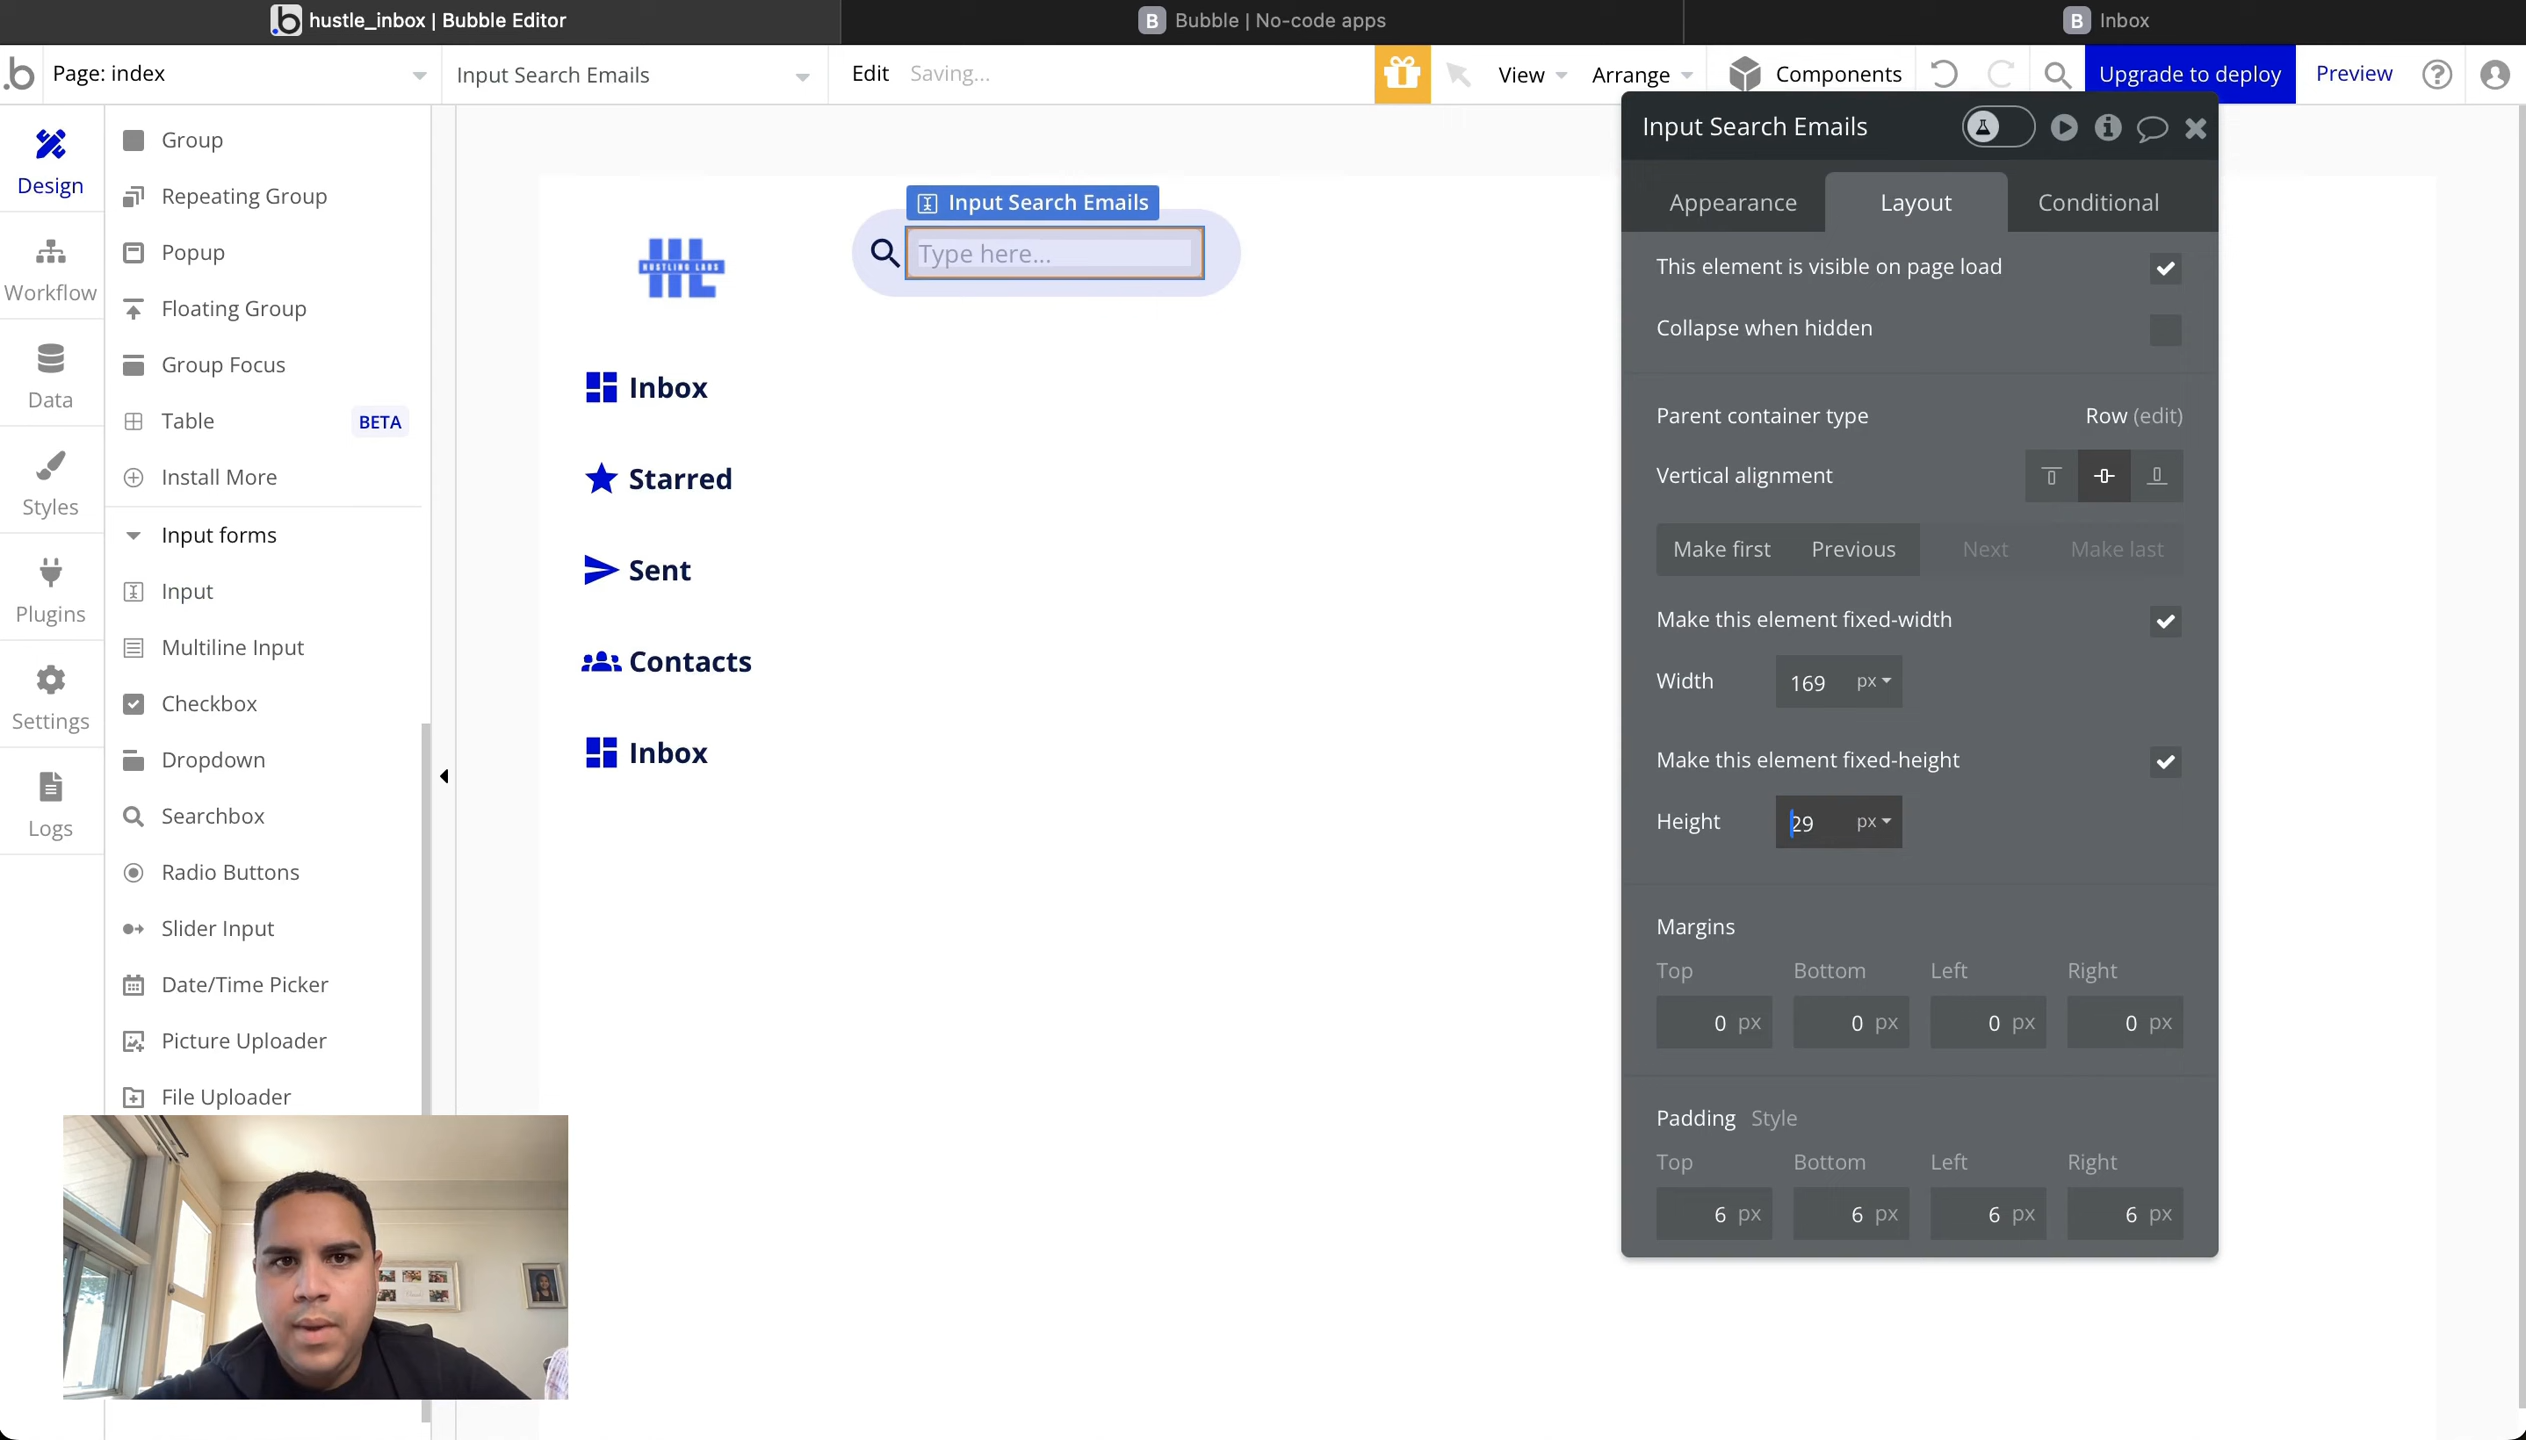 hustle_inbox | Bubble Editor
B Bubble | No-code apps
B Inbox
.b Page: index
Input Search Emails
Edit Saving...
View
Arrange
Components
Upgrade to deploy
Preview
Design
Workflow
Data
Styles
Plugins
Settings
Logs
Group
Repeating Group
Popup
Floating Group
Group Focus
Table BETA
Install More
Input forms
Input
Multiline Input
Checkbox
Dropdown
Searchbox
Radio Buttons
Slider Input
Date/Time Picker
Picture Uploader
File Uploader
HUSTLING LABS
Input Search Emails
Type here...
Inbox
Starred
Sent
Contacts
Inbox
Input Search Emails
Appearance Layout Conditional
This element is visible on page load
Collapse when hidden
Parent container type Row (edit)
Vertical alignment
Make first Previous Next Make last
Make this element fixed-width
Width 169 px
Make this element fixed-height
Height 29 px
Margins
Top Bottom Left Right
0 px 0 px 0 px 0 px
Padding Style
Top Bottom Left Right
6 px 6 px 6 px 6 px